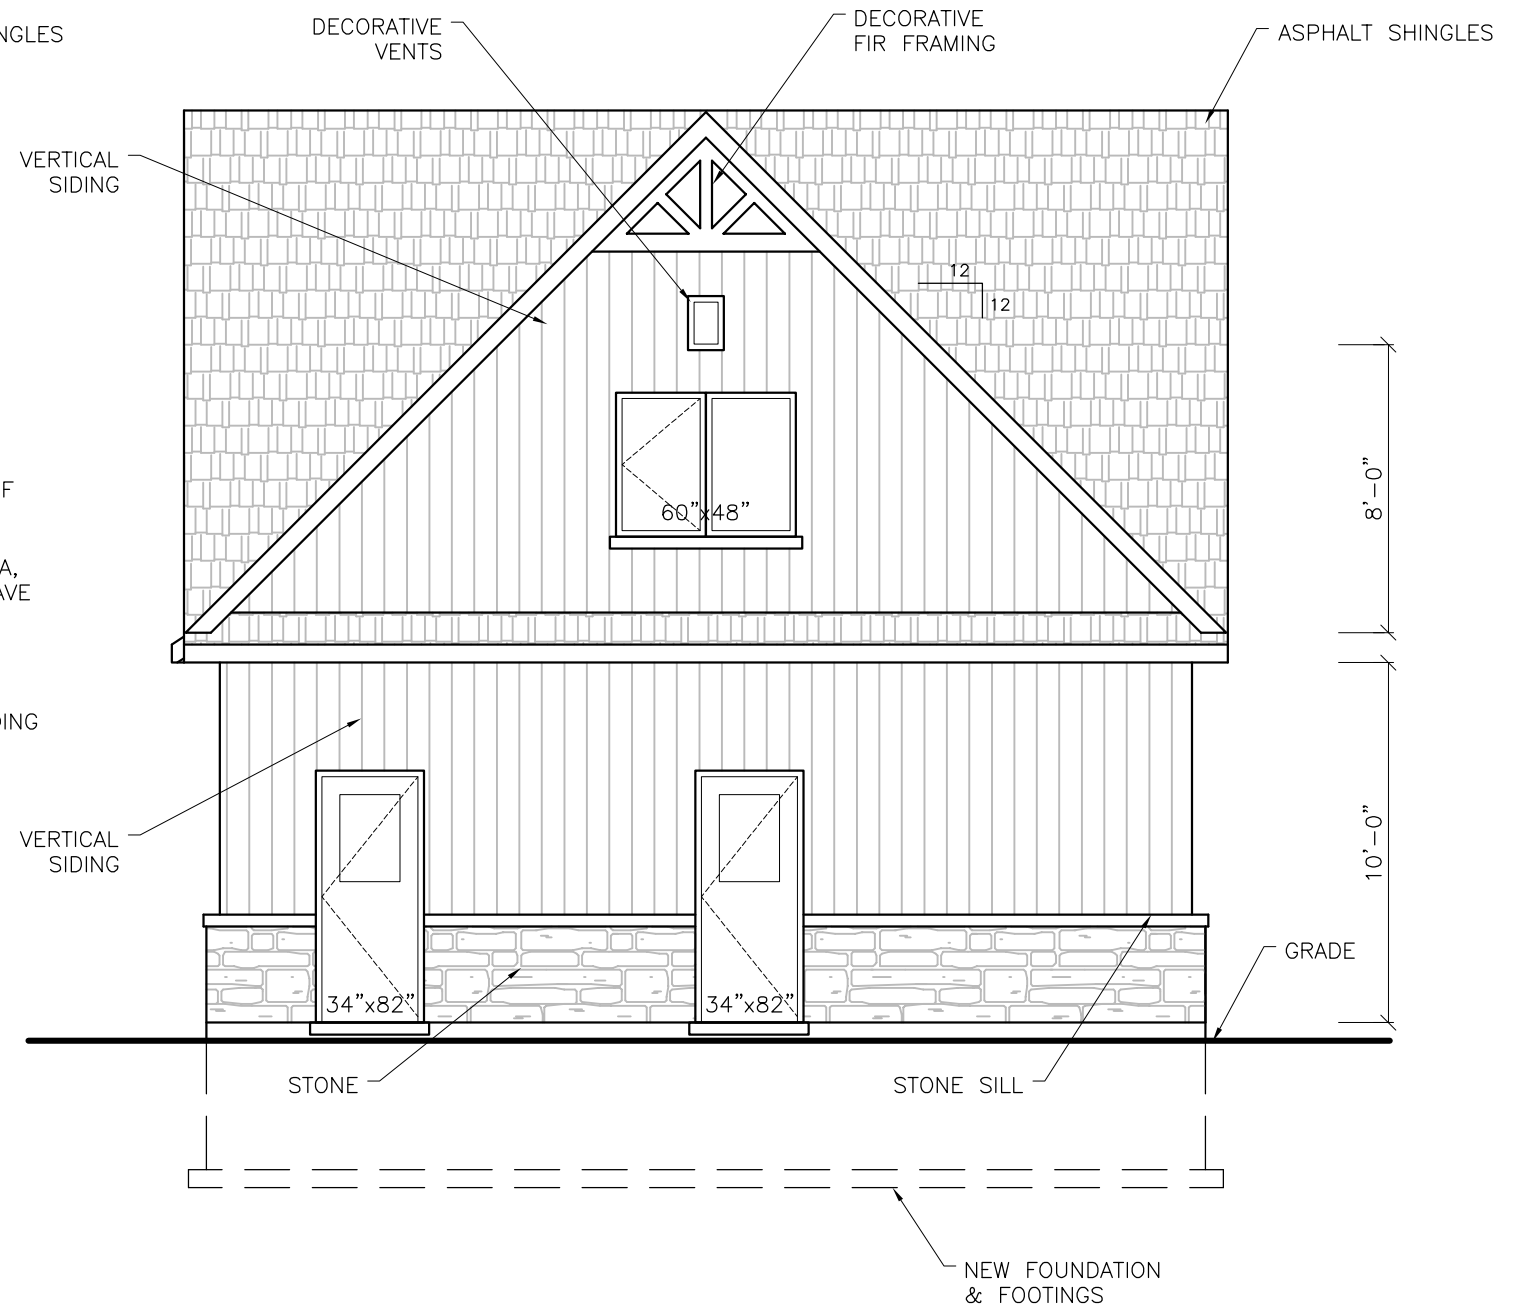 NGLES
DECORATIVE
VENTS
DECORATIVE
FIR FRAMING
ASPHALT SHINGLES
VERTICAL
SIDING
12
12
8'-0"
F
A,
AVE
60"x48"
DING
VERTICAL
SIDING
10'-0"
34"x82"
34"x82"
GRADE
STONE
STONE SILL
NEW FOUNDATION
& FOOTINGS